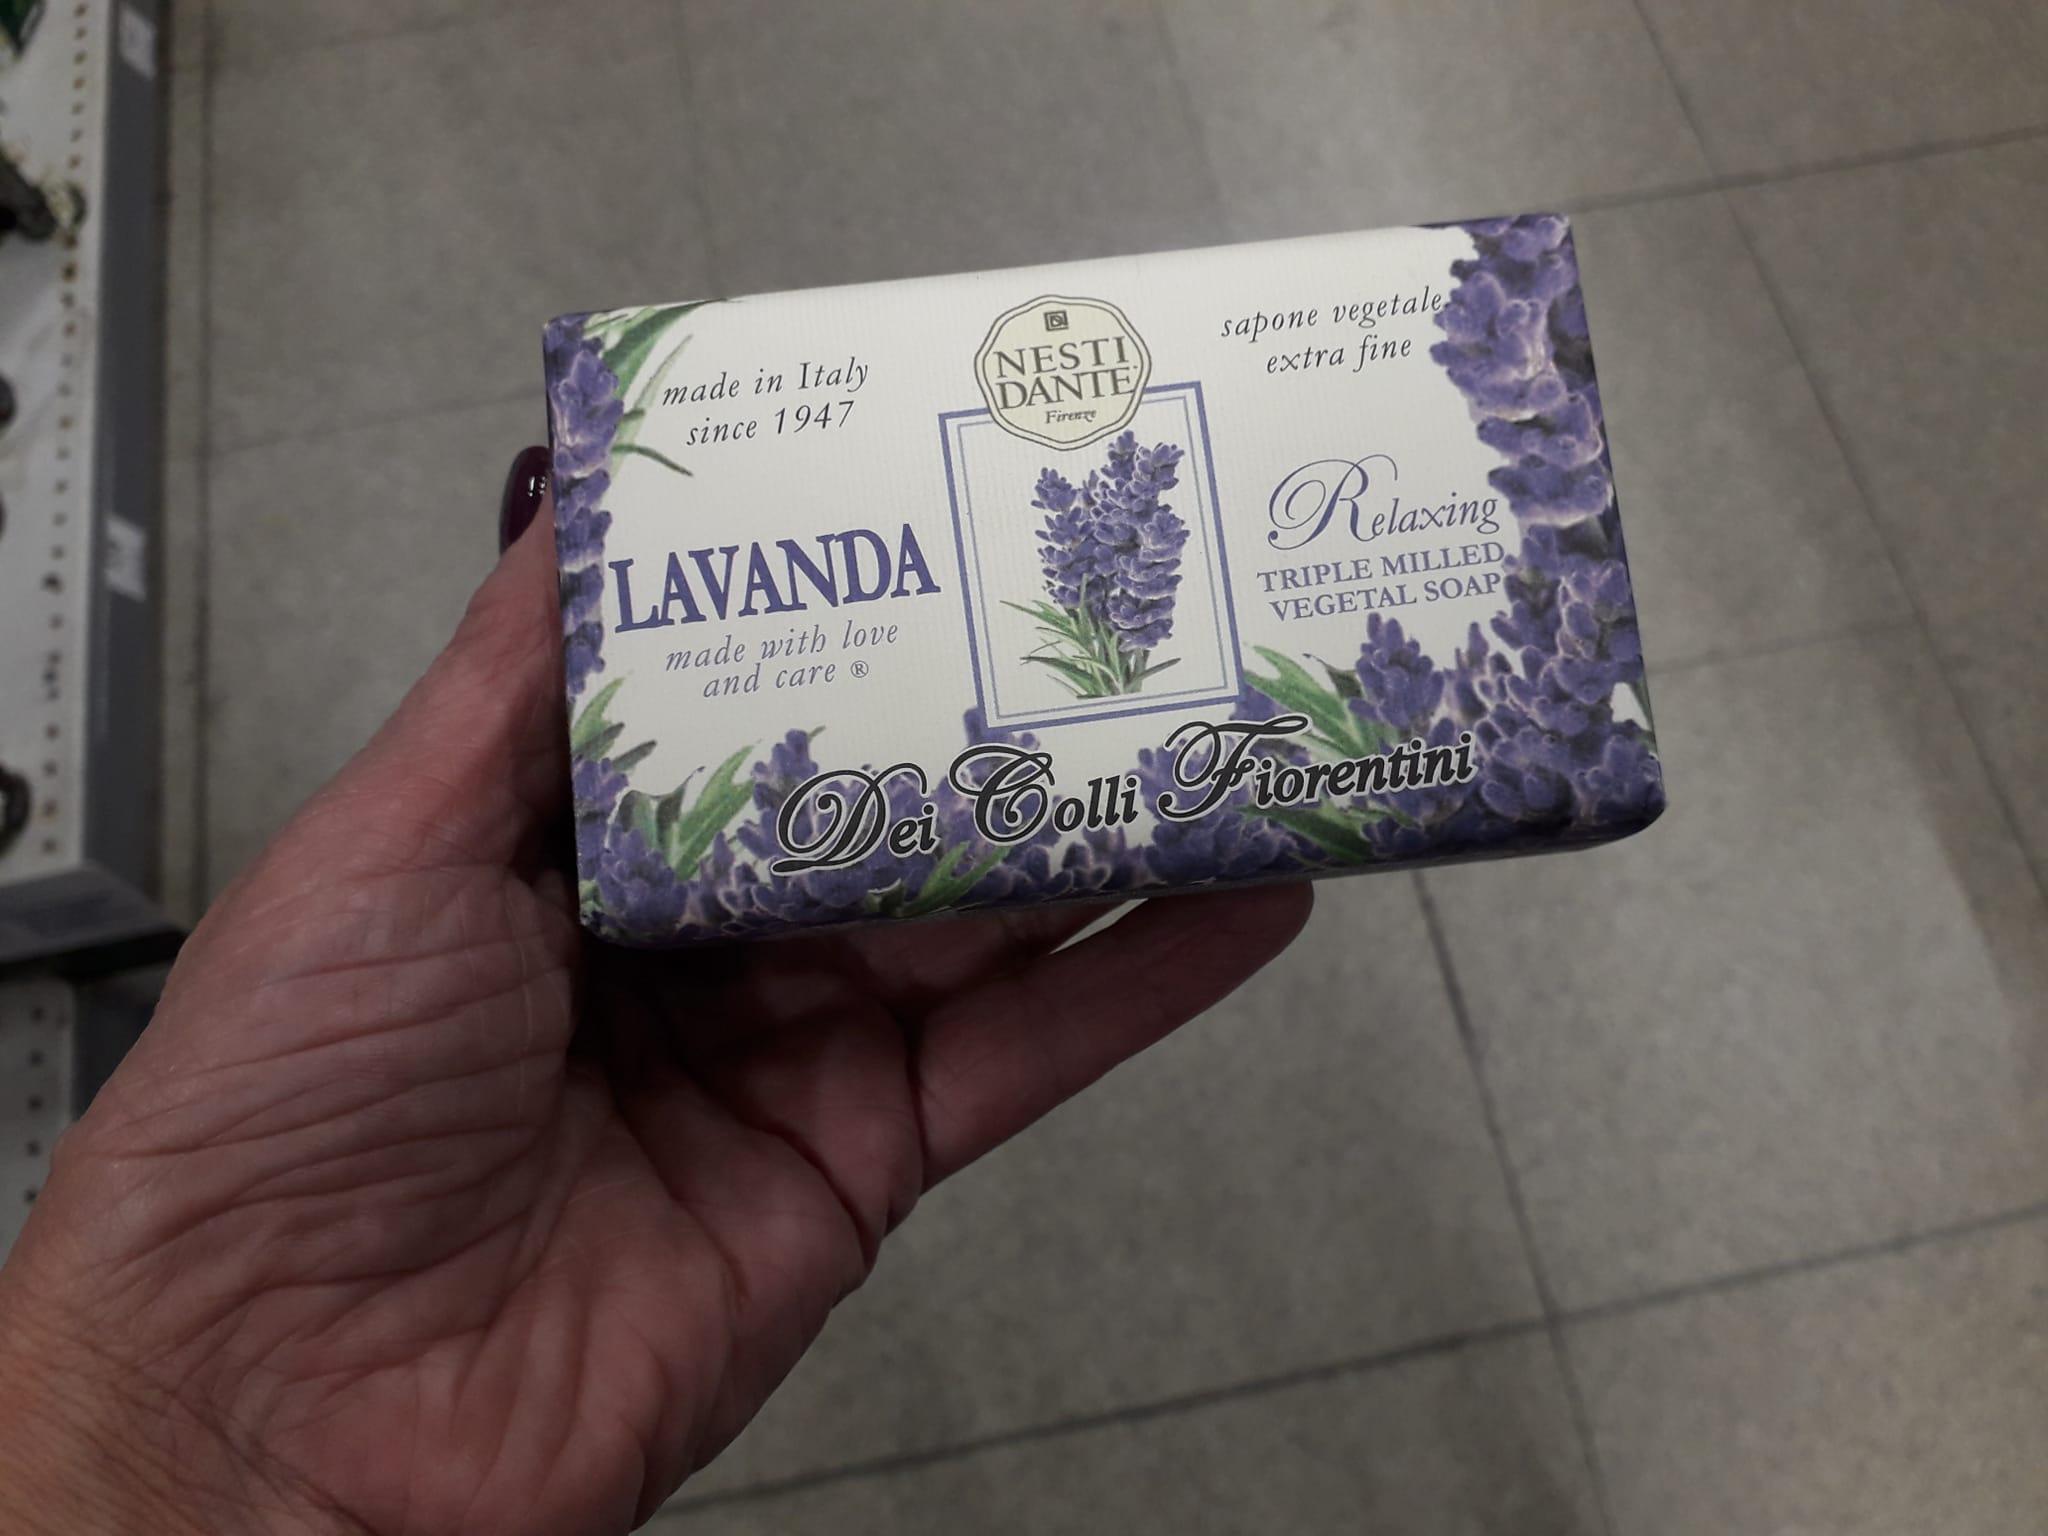 made in Italy
since 1947
NESTI
DANTE
Firenze
sapone vegetale
extra fine
LAVANDA
made with love
and care ®
Relaxing
TRIPLE MILLED
VEGETAL SOAP
Dei Colli Fiorentini